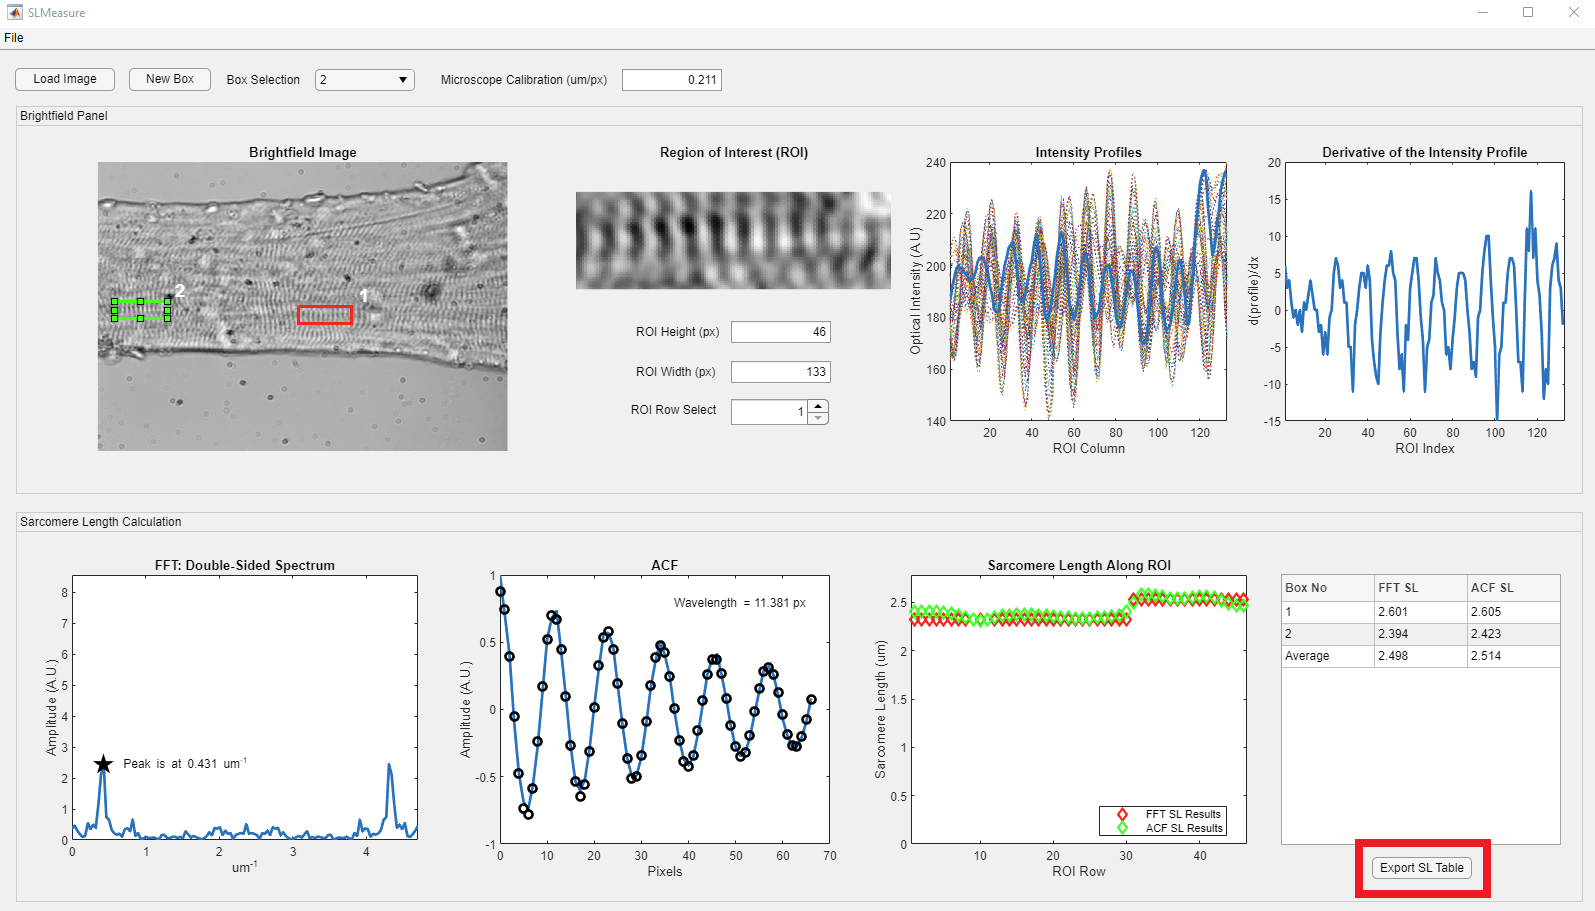 SLMeasure
File
Load Image New Box Box Selection 2 Microscope Calibration (um/px) 0.211
Brightfield Panel
Brightfield Image
2
1
Region of Interest (ROI)
ROI Height (px) 46
ROI Width (px) 133
ROI Row Select 1
Intensity Profiles
Optical Intensity (A.U)
240
220
200
180
160
140
20 40 60 80 100 120
ROI Column
Derivative of the Intensity Profile
d(profile)/dx
20
15
10
5
0
-5
-10
-15
20 40 60 80 100 120
ROI Index
Sarcomere Length Calculation
FFT: Double-Sided Spectrum
Amplitude (A.U.)
8
7
6
5
4
3
2
1
0
Peak is at 0.431 um-1
0 1 2 3 4
um-1
ACF
Amplitude (A.U.)
1
0.5
0
-0.5
-1
Wavelength = 11.381 px
0 10 20 30 40 50 60 70
Pixels
Sarcomere Length Along ROI
Sarcomere Length (um)
2.5
2
1.5
1
0.5
0
FFT SL Results
ACF SL Results
10 20 30 40
ROI Row
Box No FFT SL ACF SL
1 2.601 2.605
2 2.394 2.423
Average 2.498 2.514
Export SL Table